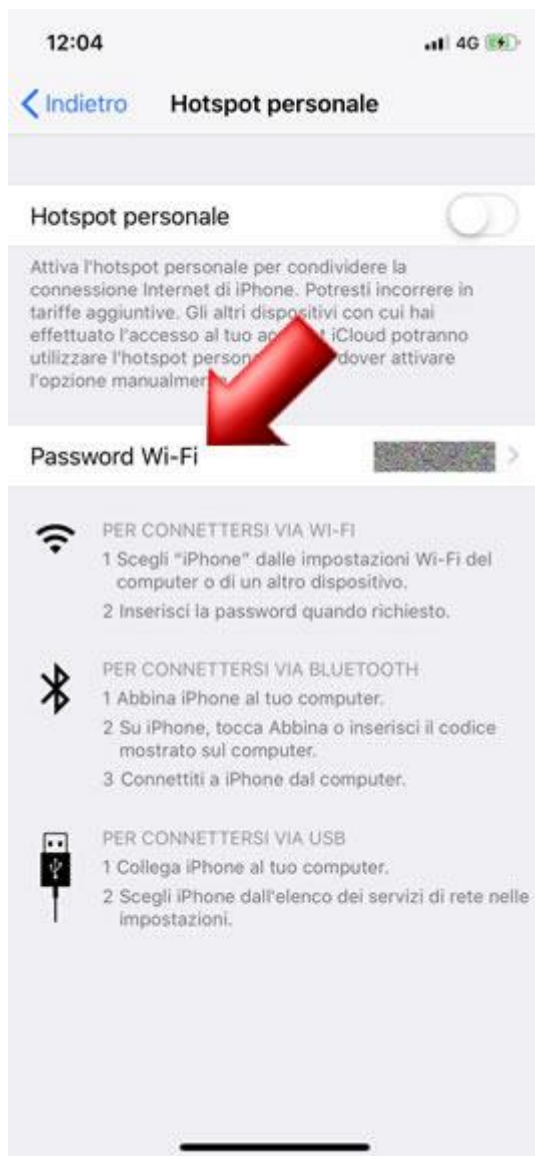 12:04
4G
Indietro
Hotspot personale
Hotspot personale
Attiva l'hotspot personale per condividere la
connessione Internet di iPhone. Potresti incorrere in
tariffe aggiuntive. Gli altri dispositivi con cui hai
effettuato l'accesso al tuo iCloud potranno
utilizzare l'hotspot dover attivare
l'opzione
Password Wi-Fi
PER CONNETTERSI VIA WI-FI
1 Scegli "iPhone" dalle impostazioni Wi-Fi del
computer o di un altro dispositivo.
2 Inserisci la password quando richiesto.
PER CONNETTERSI VIA BLUETOOTH
1 Abbina iPhone al tuo computer.
2 Su iPhone, tocca Abbina o inserisci il codice
mostrato sul computer.
3 Connettiti a iPhone dal computer.
PER CONNETTERSI VIA USB
1 Collega iPhone al tuo computer.
2 Scegli iPhone dall'elenco dei servizi di rete nelle
impostazioni.